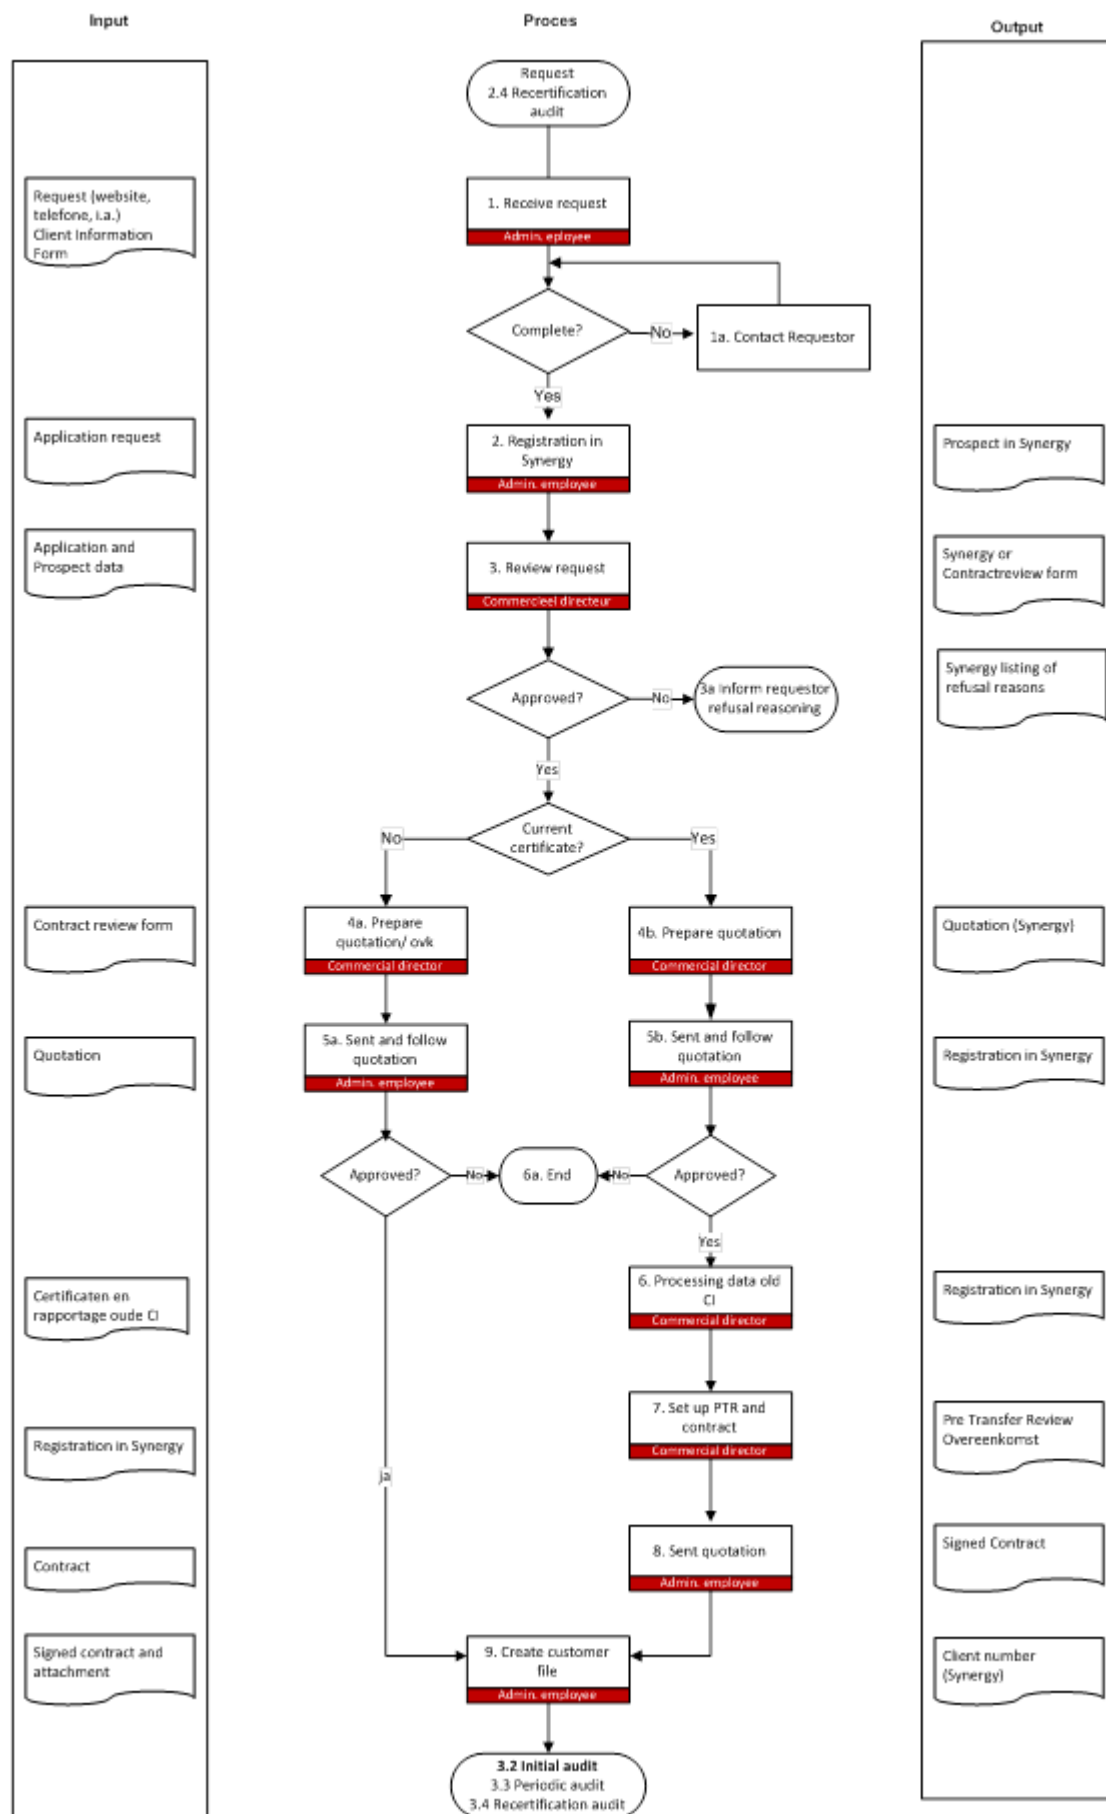 Input
Proces
Output
Request
2.4 Recertification
audit
Request (website,
telefone, i.a.)
Client Information
Form
1. Receive request
Admin. eployee
Complete?
No
1a. Contact Requestor
Yes
Application request
2. Registration in
Synergy
Admin. employee
Prospect in Synergy
Application and
Prospect data
3. Review request
Commercieel directeur
Synergy or
Contractreview form
Approved?
No
3a Inform requestor
refusal reasoning
Synergy listing of
refusal reasons
Yes
Current
certificate?
No
Yes
Contract review form
4a. Prepare
quotation/ ovk
Commercial director
4b. Prepare quotation
Commercial director
Quotation (Synergy)
Quotation
5a. Sent and follow
quotation
Admin. employee
5b. Sent and follow
quotation
Admin. employee
Registration in Synergy
Approved?
No
6a. End
No
Approved?
Yes
Certificaten en
rapportage oude CI
6. Processing data old
CI
Commercial director
Registration in Synergy
Registration in Synergy
7. Set up PTR and
contract
Commercial director
Pre Transfer Review
Overeenkomst
ja
Contract
8. Sent quotation
Admin. employee
Signed Contract
Signed contract and
attachment
9. Create customer
file
Admin. employee
Client number
(Synergy)
3.2 Initial audit
3.3 Periodic audit
3.4 Recertification audit